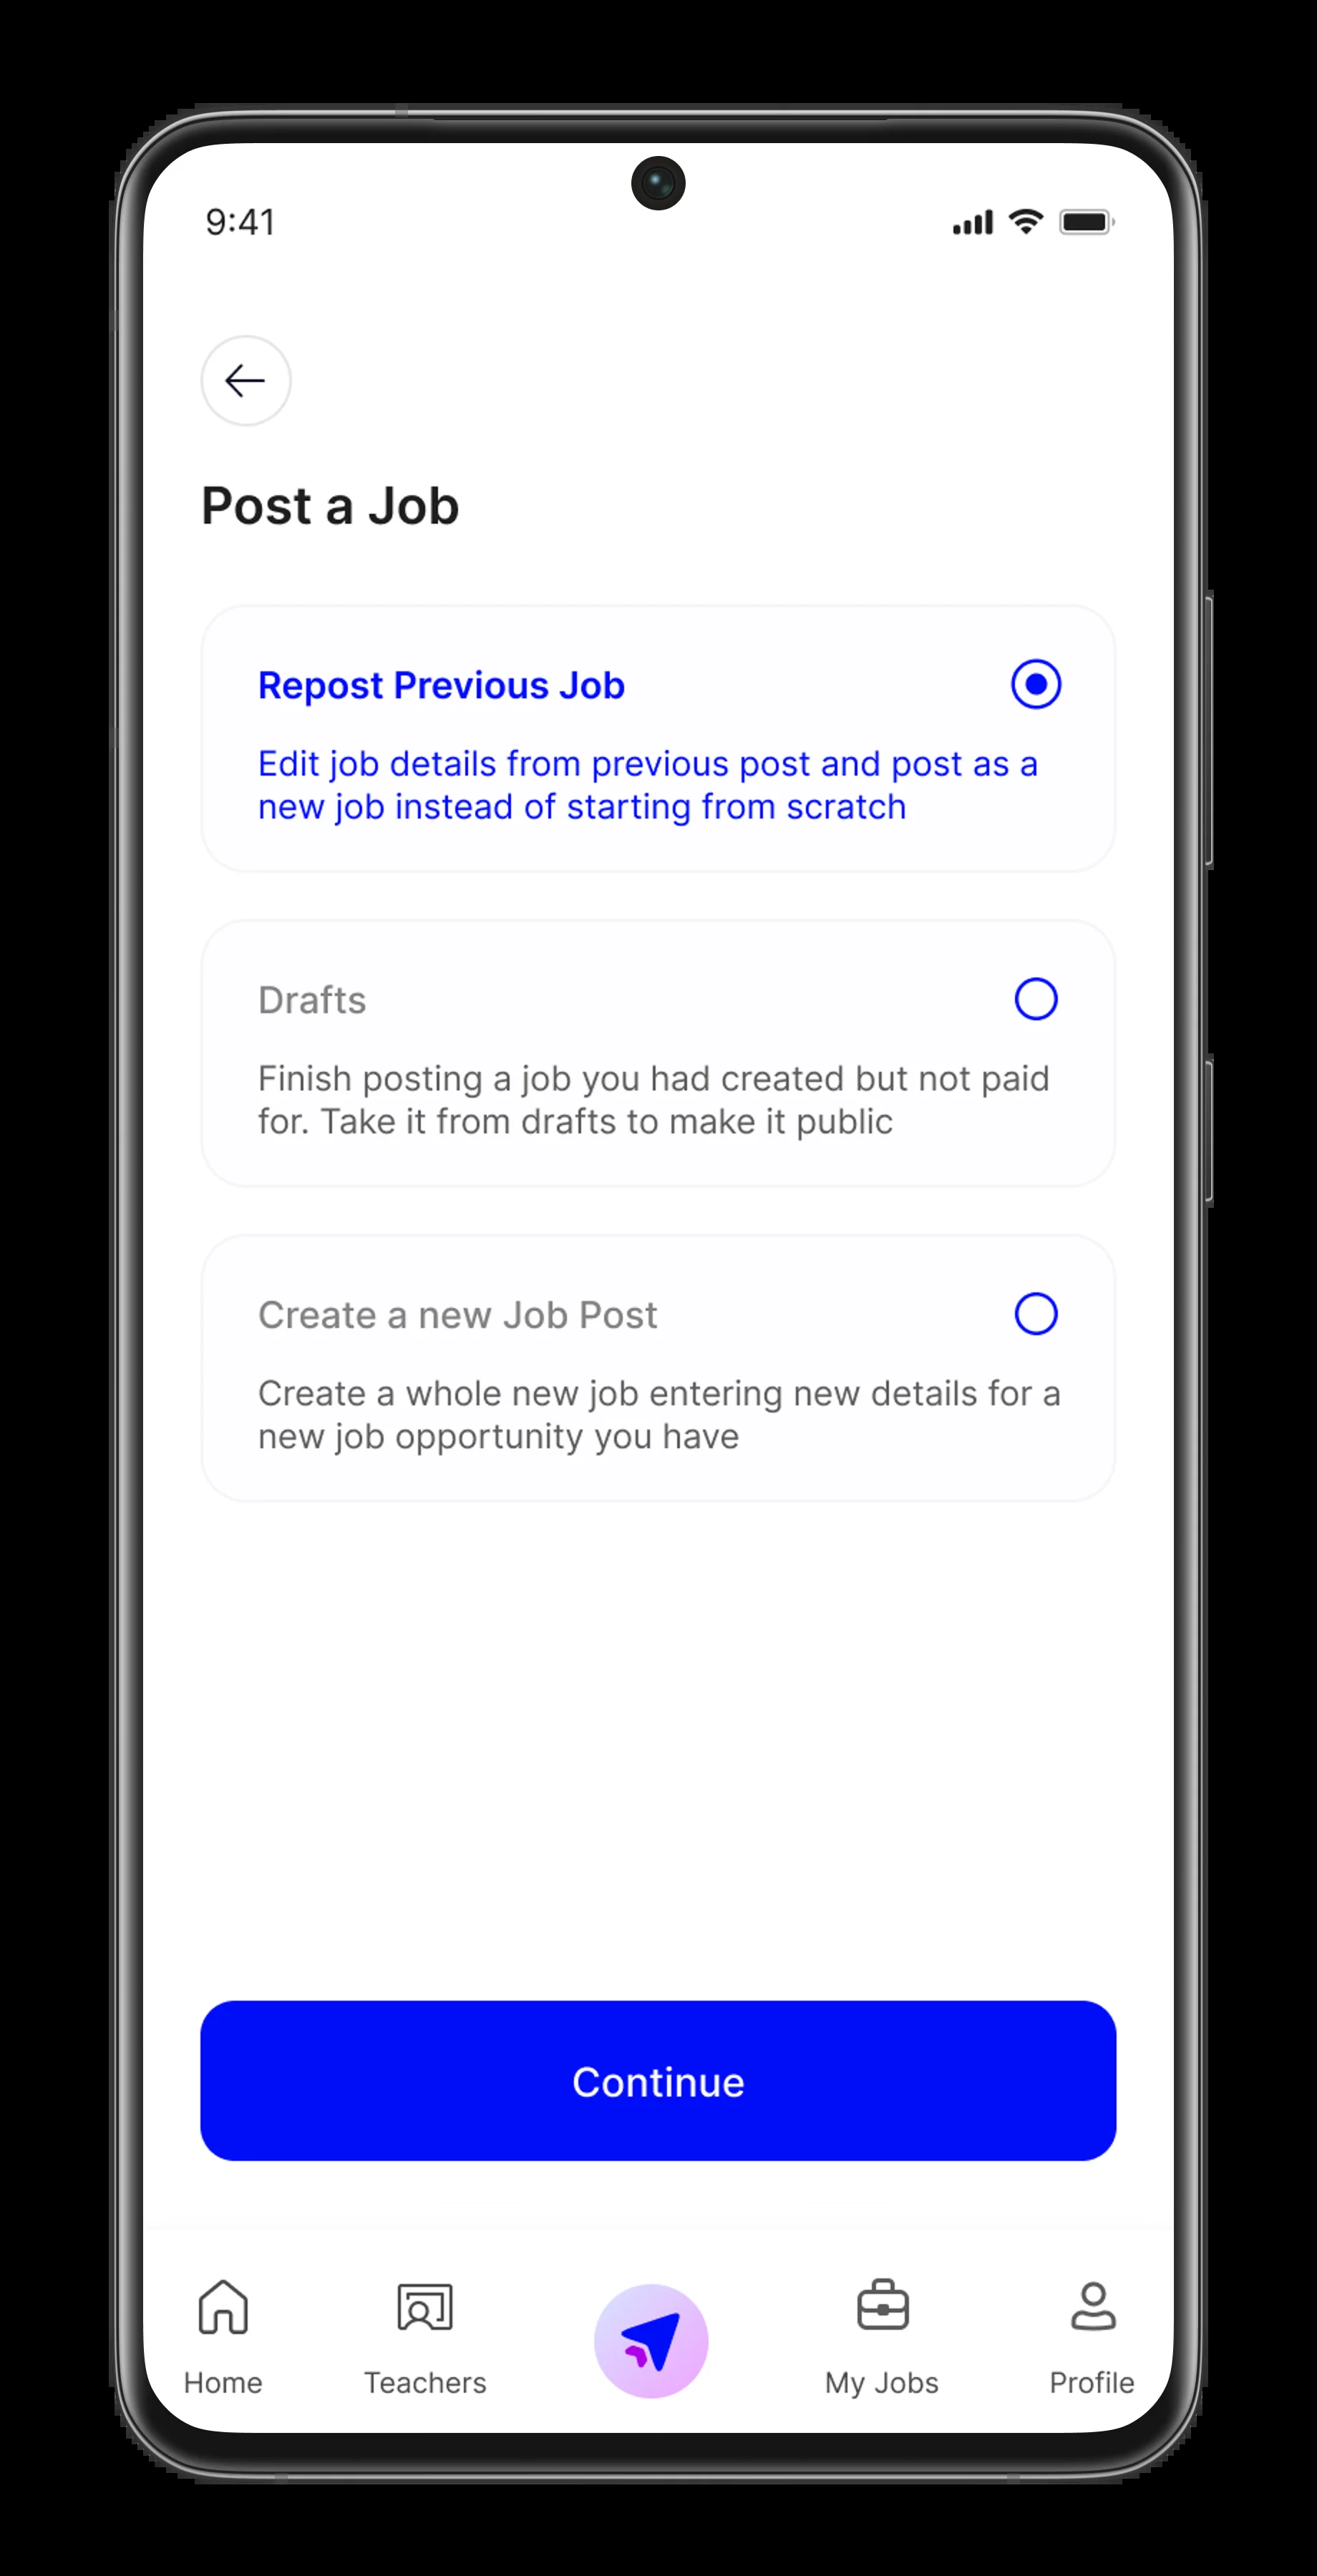 9:41
Post a Job
Repost Previous Job
Edit job details from previous post and post as a
new job instead of starting from scratch
Drafts
Finish posting a job you had created but not paid
for. Take it from drafts to make it public
Create a new Job Post
Create a whole new job entering new details for a
new job opportunity you have
Continue
Home
Teachers
My Jobs
Profile